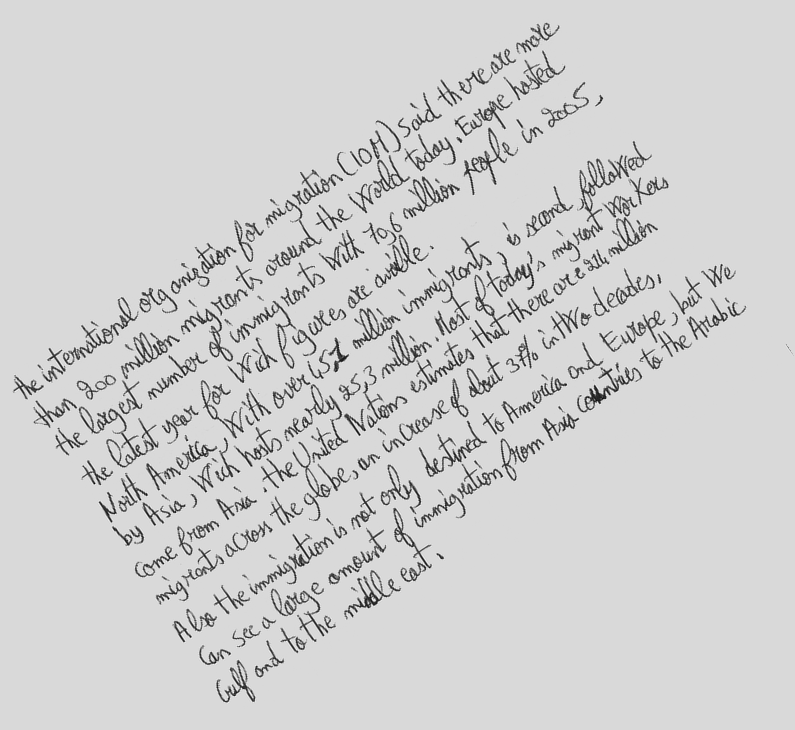 the international organization for migration (IOM) said there are more
than 200 million migrants around the World today. Europe hosted
the largest number of immigrants With 70,6 million people in 2005,
the latest year for Wich figures are avible.
North America, With over 45,1 million immigrants, is second followed
by Asia, Wich hosts nearly 25,3 million. Most of today's migrant Workers
come from Asia. the United Nations estimates that there are 214 million
migrants across the globe, an increase of about 37% in tWo decades,
Also the immigration is not only destined to America and Europe, but We
Can see a large amount of immigration from Asia countries to the Arabic
Gulf and to the middle east.